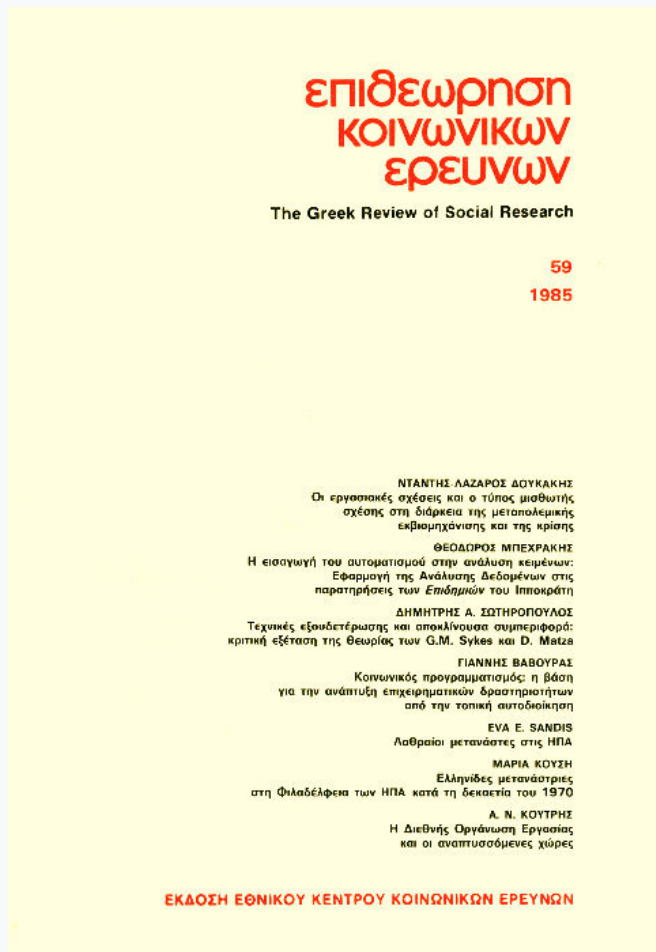 επιθεωρηση
κοινωνικων
ερευνων
The Greek Review of Social Research
59
1985
ΝΤΑΝΤΗΣ ΛΑΖΑΡΟΣ ΔΟΥΚΑΚΗΣ
Οι εργασιακές σχέσεις και ο τύπος μισθωτής
σχέσης στη διάρκεια της μεταπολεμικής
εκβιομηχάνισης και της κρίσης
ΘΕΟΔΩΡΟΣ ΜΠΕΧΡΑΚΗΣ
Η εισαγωγή του αυτοματισμού στην ανάλυση κειμένων:
Εφαρμογή της Ανάλυσης Δεδομένων στις
παρατηρήσεις των Επιδημιών του Ιπποκράτη
ΔΗΜΗΤΡΗΣ Α. ΣΩΤΗΡΟΠΟΥΛΟΣ
Τεχνικές εξουδετέρωσης και αποκλίνουσα συμπεριφορά:
κριτική εξέταση της θεωρίας των G.M. Sykes και D. Matza
ΓΙΑΝΝΗΣ ΒΑΒΟΥΡΑΣ
Κοινωνικός προγραμματισμός: η βάση
για την ανάπτυξη επιχειρηματικών δραστηριοτήτων
από την τοπική αυτοδιοίκηση
EVA E. SANDIS
Λαθραίοι μετανάστες στις ΗΠΑ
ΜΑΡΙΑ ΚΟΥΣΗ
Ελληνίδες μετανάστριες
στη Φιλαδέλφεια των ΗΠΑ κατά τη δεκαετία του 1970
Α. Ν. ΚΟΥΤΡΗΣ
Η Διεθνής Οργάνωση Εργασίας
και οι αναπτυσσόμενες χώρες
ΕΚΔΟΣΗ ΕΘΝΙΚΟΥ ΚΕΝΤΡΟΥ ΚΟΙΝΩΝΙΚΩΝ ΕΡΕΥΝΩΝ